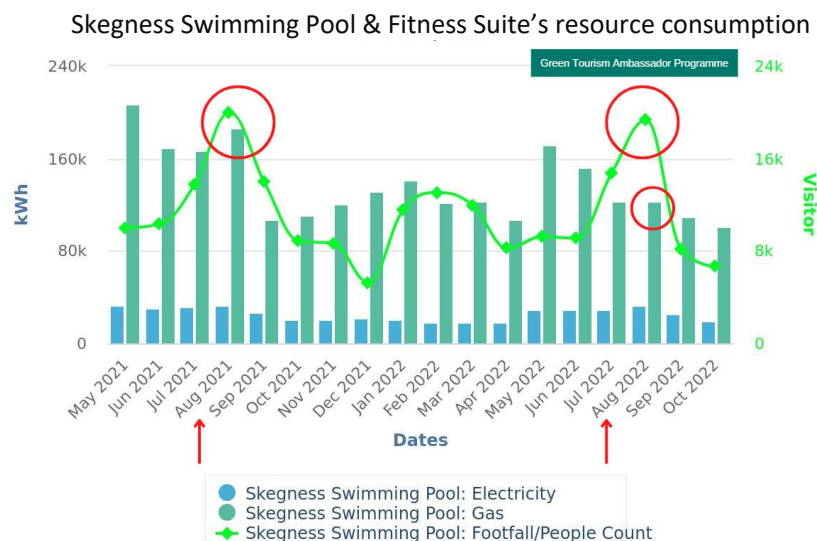 Skegness Swimming Pool & Fitness Suite's resource consumption
Green Tourism Ambassador Programme
240k
160k
80k
0
kWh
24k
16k
8k
0
Visitor
May 2021
Jun 2021
Jul 2021
Aug 2021
Sep 2021
Oct 2021
Nov 2021
Dec 2021
Jan 2022
Feb 2022
Mar 2022
Apr 2022
May 2022
Jun 2022
Jul 2022
Aug 2022
Sep 2022
Oct 2022
Dates
Skegness Swimming Pool: Electricity
Skegness Swimming Pool: Gas
Skegness Swimming Pool: Footfall/People Count